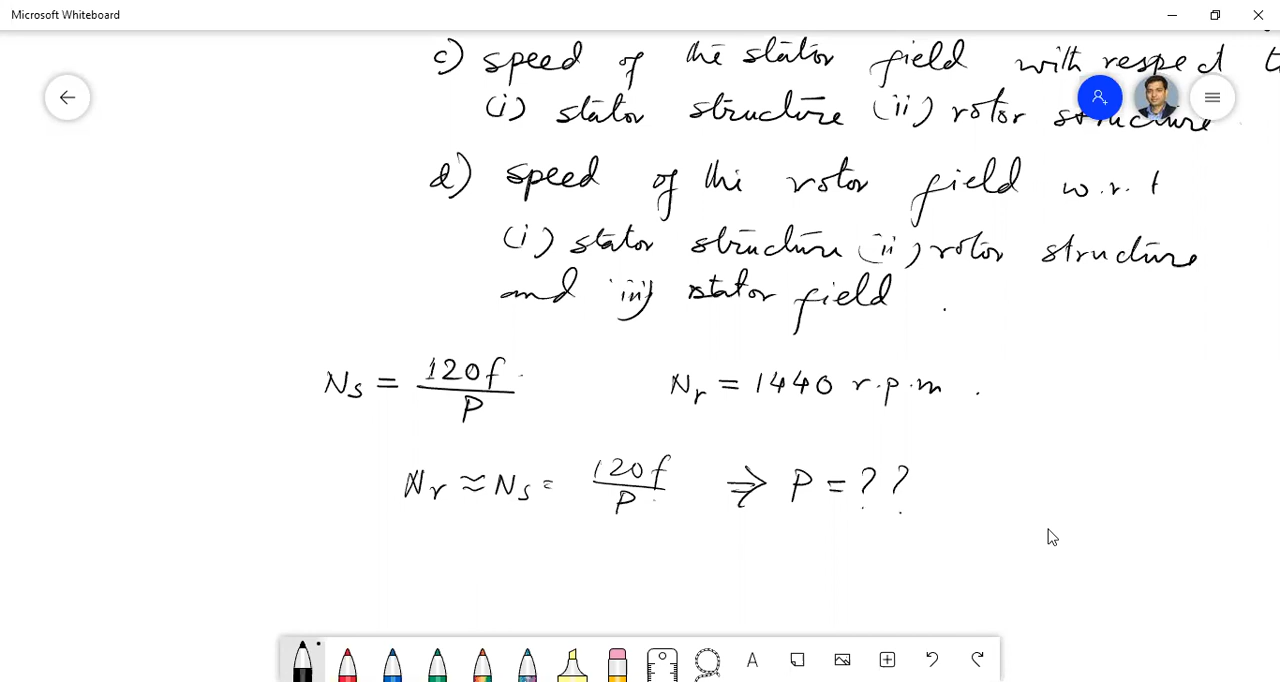 Microsoft Whiteboard
c) speed of the stator field with respect t
(i) stator structure (ii) rotor structure
d) speed of the rotor field w.r.t
(i) stator structure (ii) rotor structure
and iii) stator field .
Ns = 120f / P Nr = 1440 r.p.m .
Nr ≈ Ns = 120f / P ⇒ P = ??
A